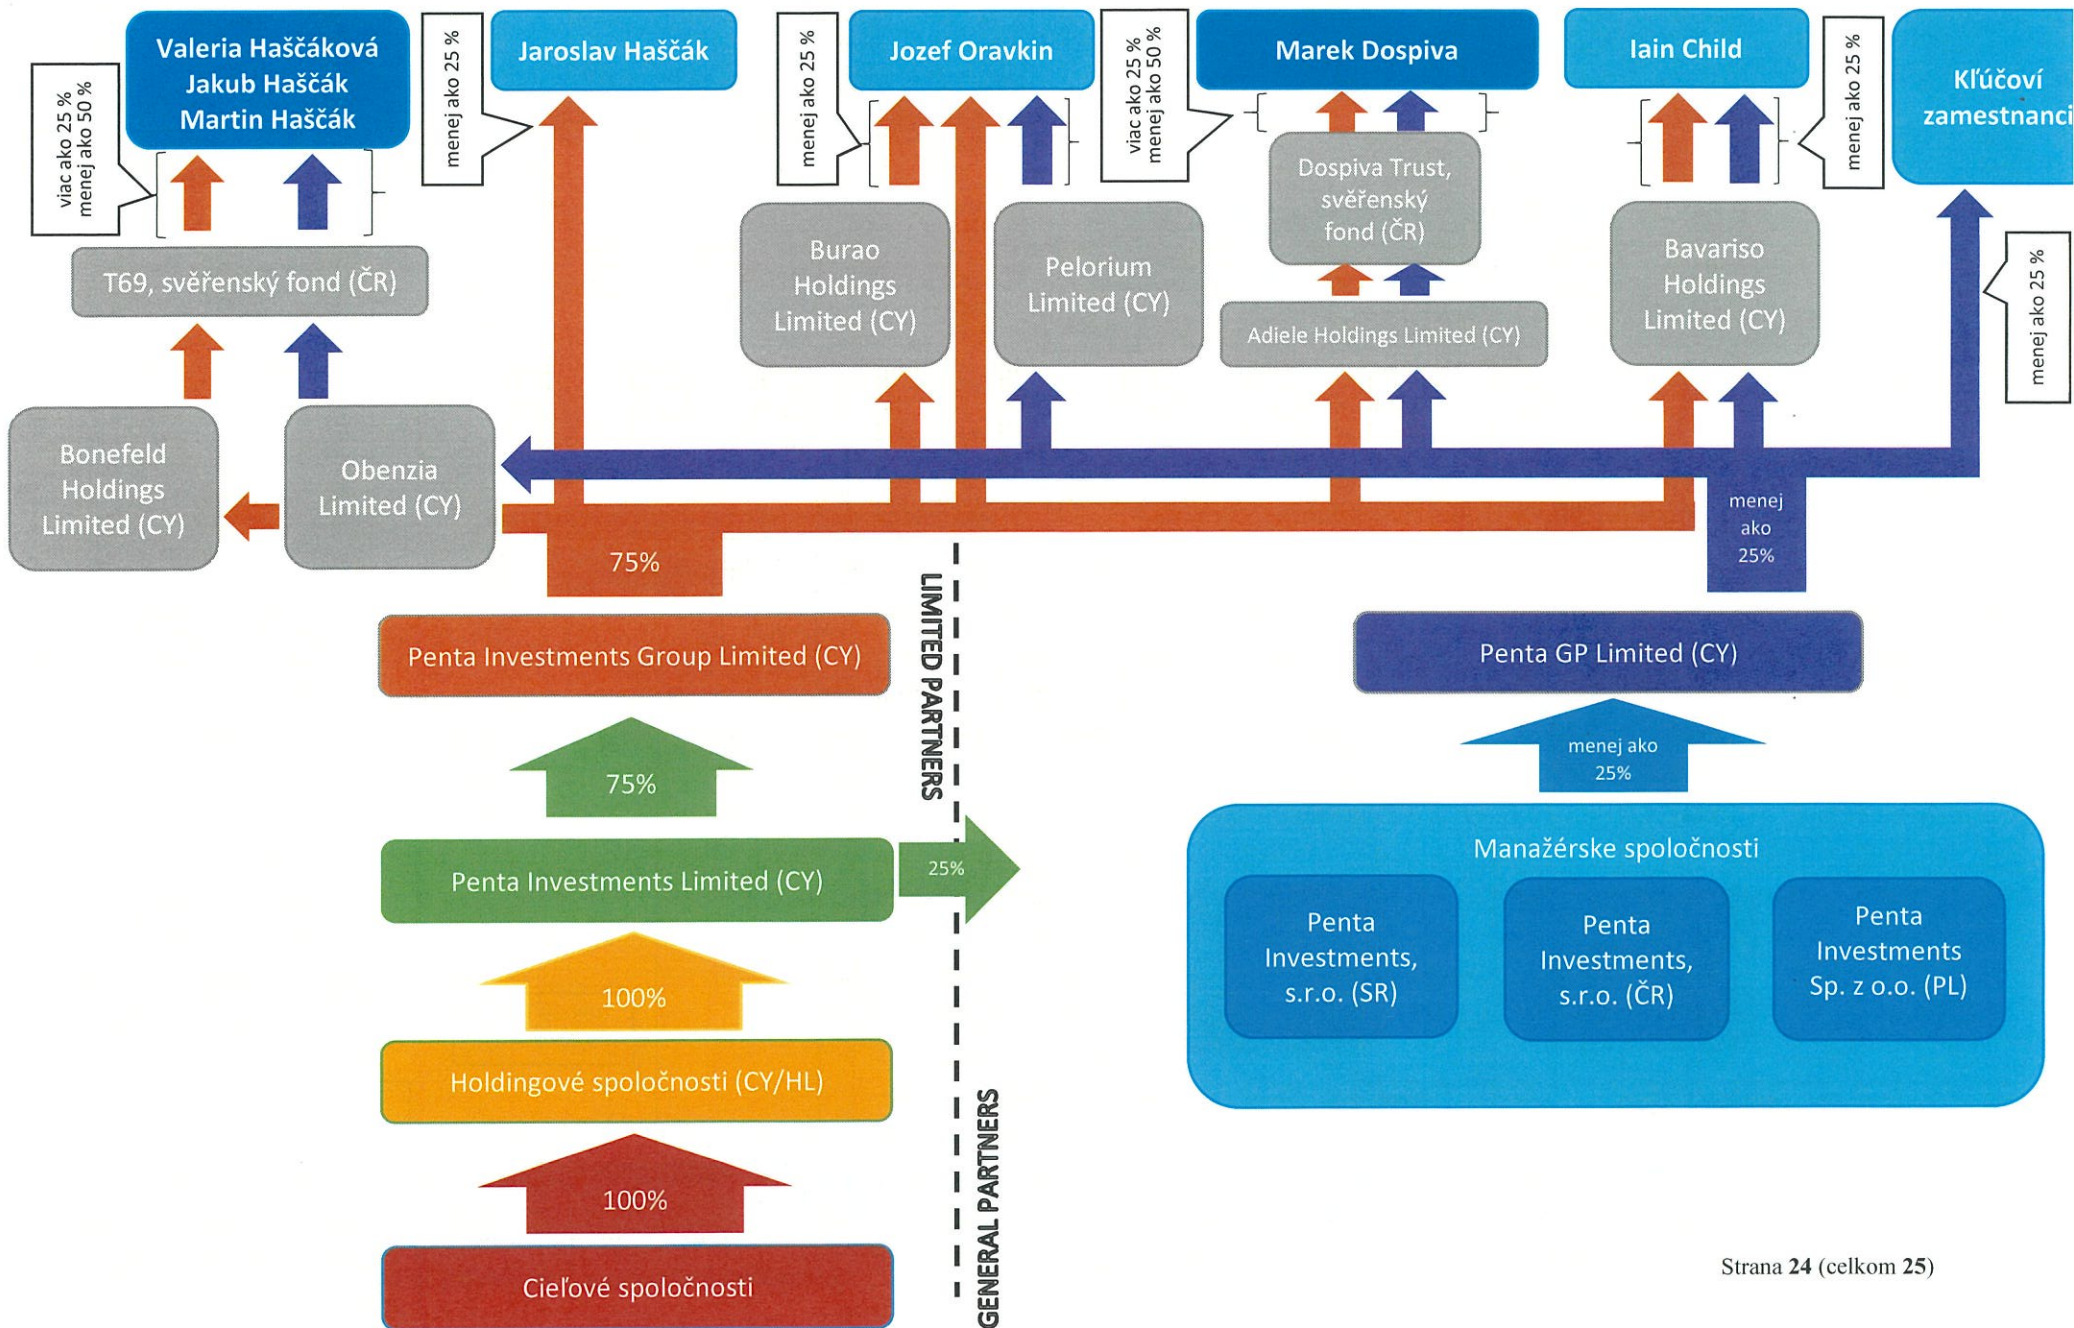 Valeria Haščáková
Jakub Haščák
Martin Haščák
viac ako 25 %
menej ako 50 %
Jaroslav Haščák
menej ako 25 %
Jozef Oravkin
menej ako 25 %
Marek Dospiva
viac ako 25 %
menej ako 50 %
Iain Child
menej ako 25 %
Kľúčoví
zamestnanci
menej ako 25 %
T69, svěřenský fond (ČR)
Burao
Holdings
Limited (CY)
Pelorium
Limited (CY)
Dospiva Trust,
svěřenský
fond (ČR)
Adiele Holdings Limited (CY)
Bavariso
Holdings
Limited (CY)
Bonefeld
Holdings
Limited (CY)
Obenzia
Limited (CY)
75%
menej
ako
25%
LIMITED PARTNERS
Penta Investments Group Limited (CY)
Penta GP Limited (CY)
75%
menej ako
25%
Penta Investments Limited (CY)
25%
Manažérske spoločnosti
Penta
Investments,
s.r.o. (SR)
Penta
Investments,
s.r.o. (ČR)
Penta
Investments
Sp. z o.o. (PL)
100%
Holdingové spoločnosti (CY/HL)
100%
GENERAL PARTNERS
Cieľové spoločnosti
Strana 24 (celkom 25)